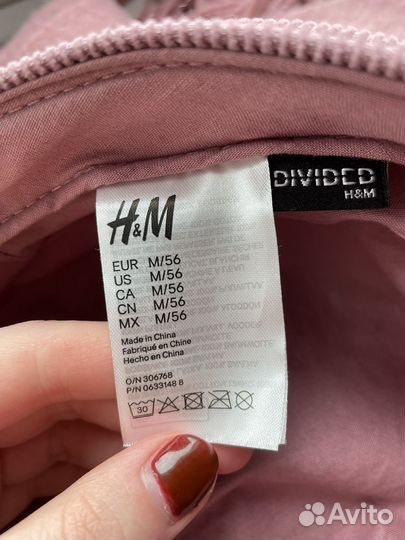 DIVIDED
H&M
H&M
EUR M/56
US M/56
CA M/56
CN M/56
MX M/56
Made in China
Fabriqué en Chine
Hecho en China
O/N 306768
P/N 0633148 8
30
Avito